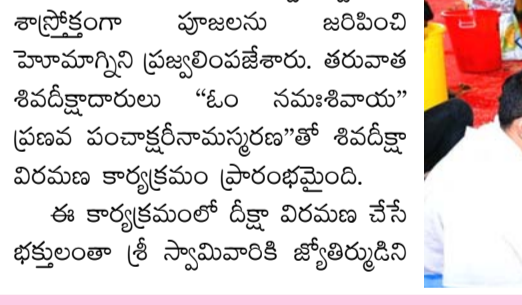 శాస్త్రోక్తంగా పూజలను జరిపించి
హెూమాగ్నిని ప్రజ్వలింపజేశారు. తరువాత
శివదీక్షాదారులు “ఓం నమఃశివాయ”
ప్రణవ పంచాక్షరీనామస్మరణ”తో శివదీక్షా
విరమణ కార్యక్రమం ప్రారంభమైంది.
ఈ కార్యక్రమంలో దీక్షా విరమణ చేసే
భక్తులంతా శ్రీ స్వామివారికి జ్యోతిర్ముడిని